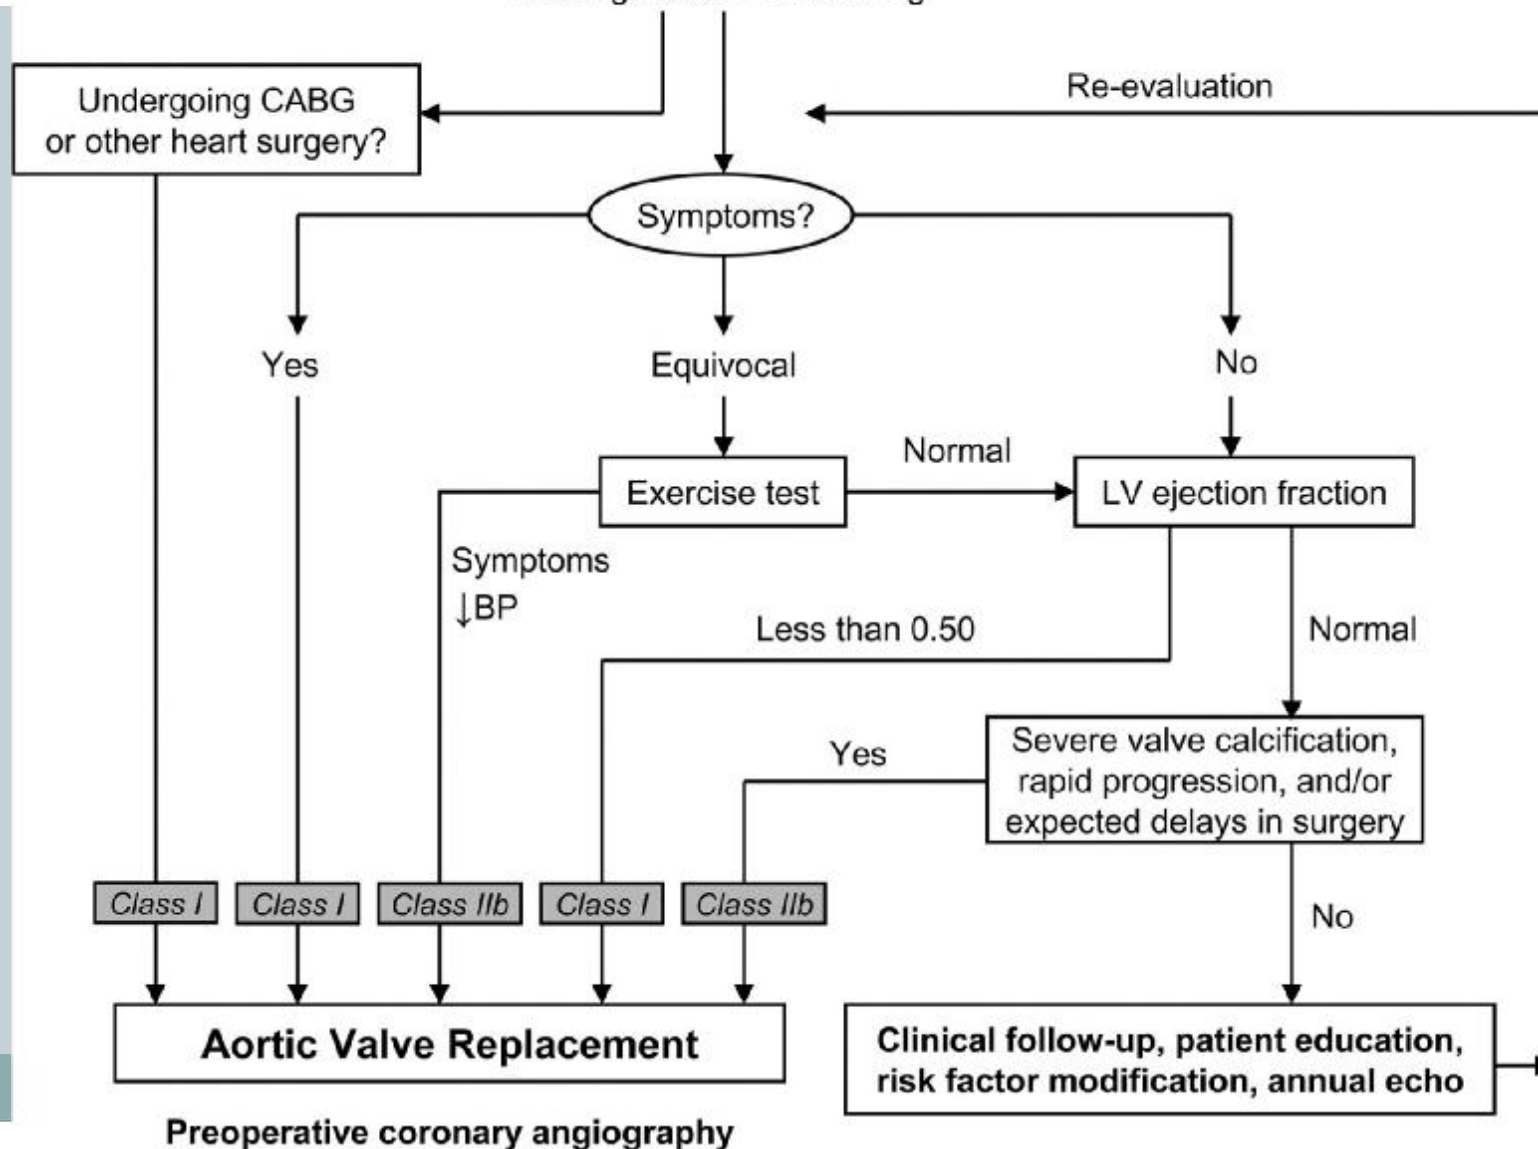 Undergoing CABG
or other heart surgery?
Re-evaluation
Symptoms?
Yes
Equivocal
No
Exercise test
Normal
LV ejection fraction
Symptoms
↓BP
Less than 0.50
Normal
Severe valve calcification,
rapid progression, and/or
expected delays in surgery
Yes
Class I
Class I
Class IIb
Class I
Class IIb
No
Aortic Valve Replacement
Clinical follow-up, patient education,
risk factor modification, annual echo
Preoperative coronary angiography